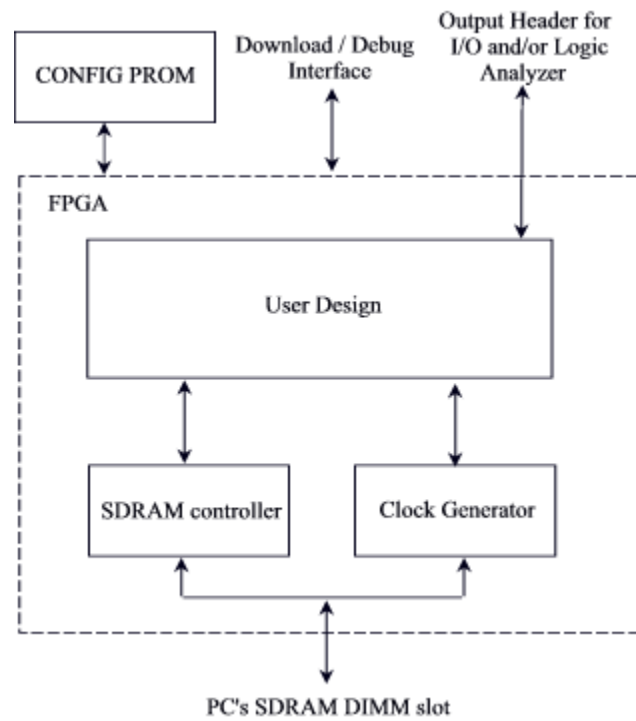 CONFIG PROM
Download / Debug
Interface
Output Header for
I/O and/or Logic
Analyzer
FPGA
User Design
SDRAM controller
Clock Generator
PC's SDRAM DIMM slot